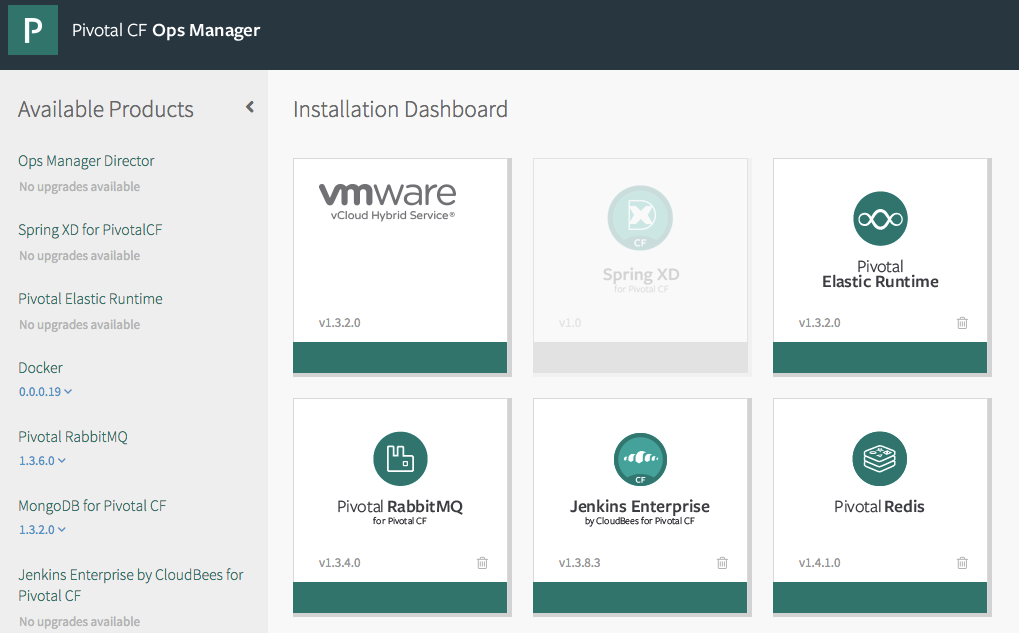 P
Pivotal CF Ops Manager
Available Products
Ops Manager Director
No upgrades available
Spring XD for PivotalCF
No upgrades available
Pivotal Elastic Runtime
No upgrades available
Docker
0.0.0.19
Pivotal RabbitMQ
1.3.6.0
MongoDB for Pivotal CF
1.3.2.0
Jenkins Enterprise by CloudBees for
Pivotal CF
No upgrades available
Installation Dashboard
vmware
vCloud Hybrid Service®
v1.3.2.0
CF
Spring XD
for Pivotal CF
v1.0
Pivotal
Elastic Runtime
v1.3.2.0
Pivotal RabbitMQ
for Pivotal CF
v1.3.4.0
CF
Jenkins Enterprise
by CloudBees for Pivotal CF
v1.3.8.3
Pivotal Redis
v1.4.1.0